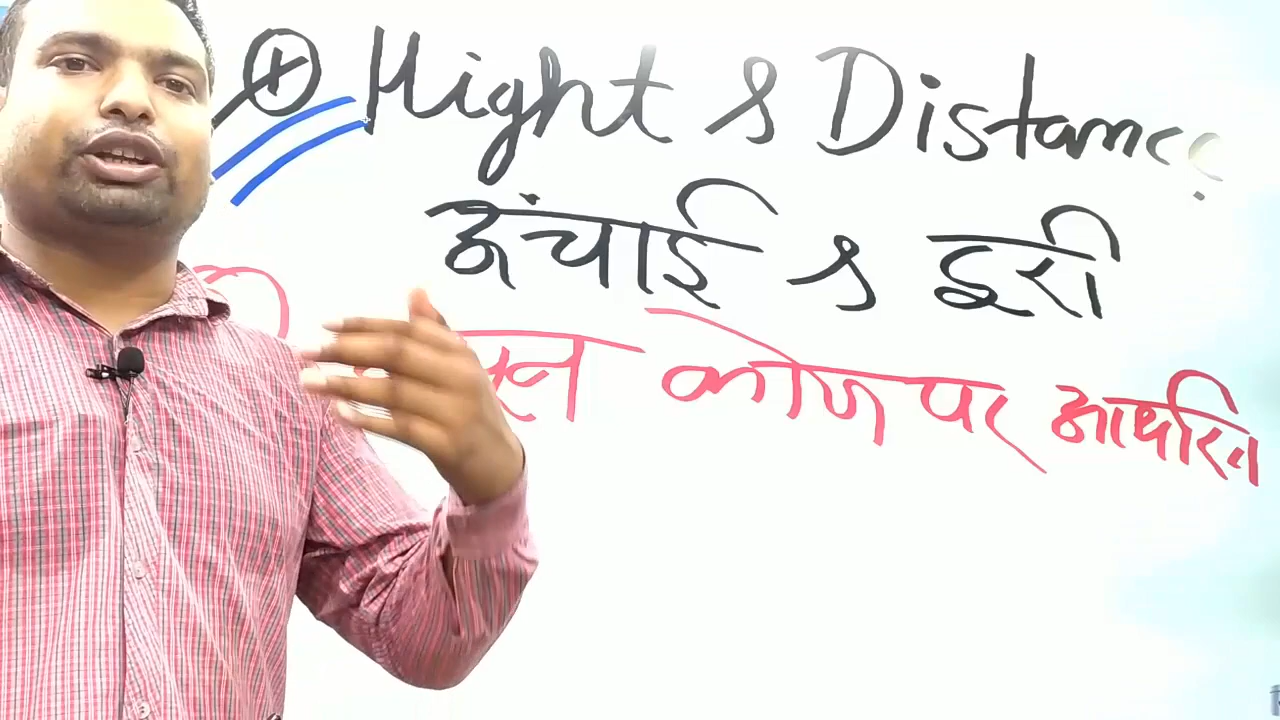 Hight & Distance
ऊंचाई & दूरी
कोण पर आधारित